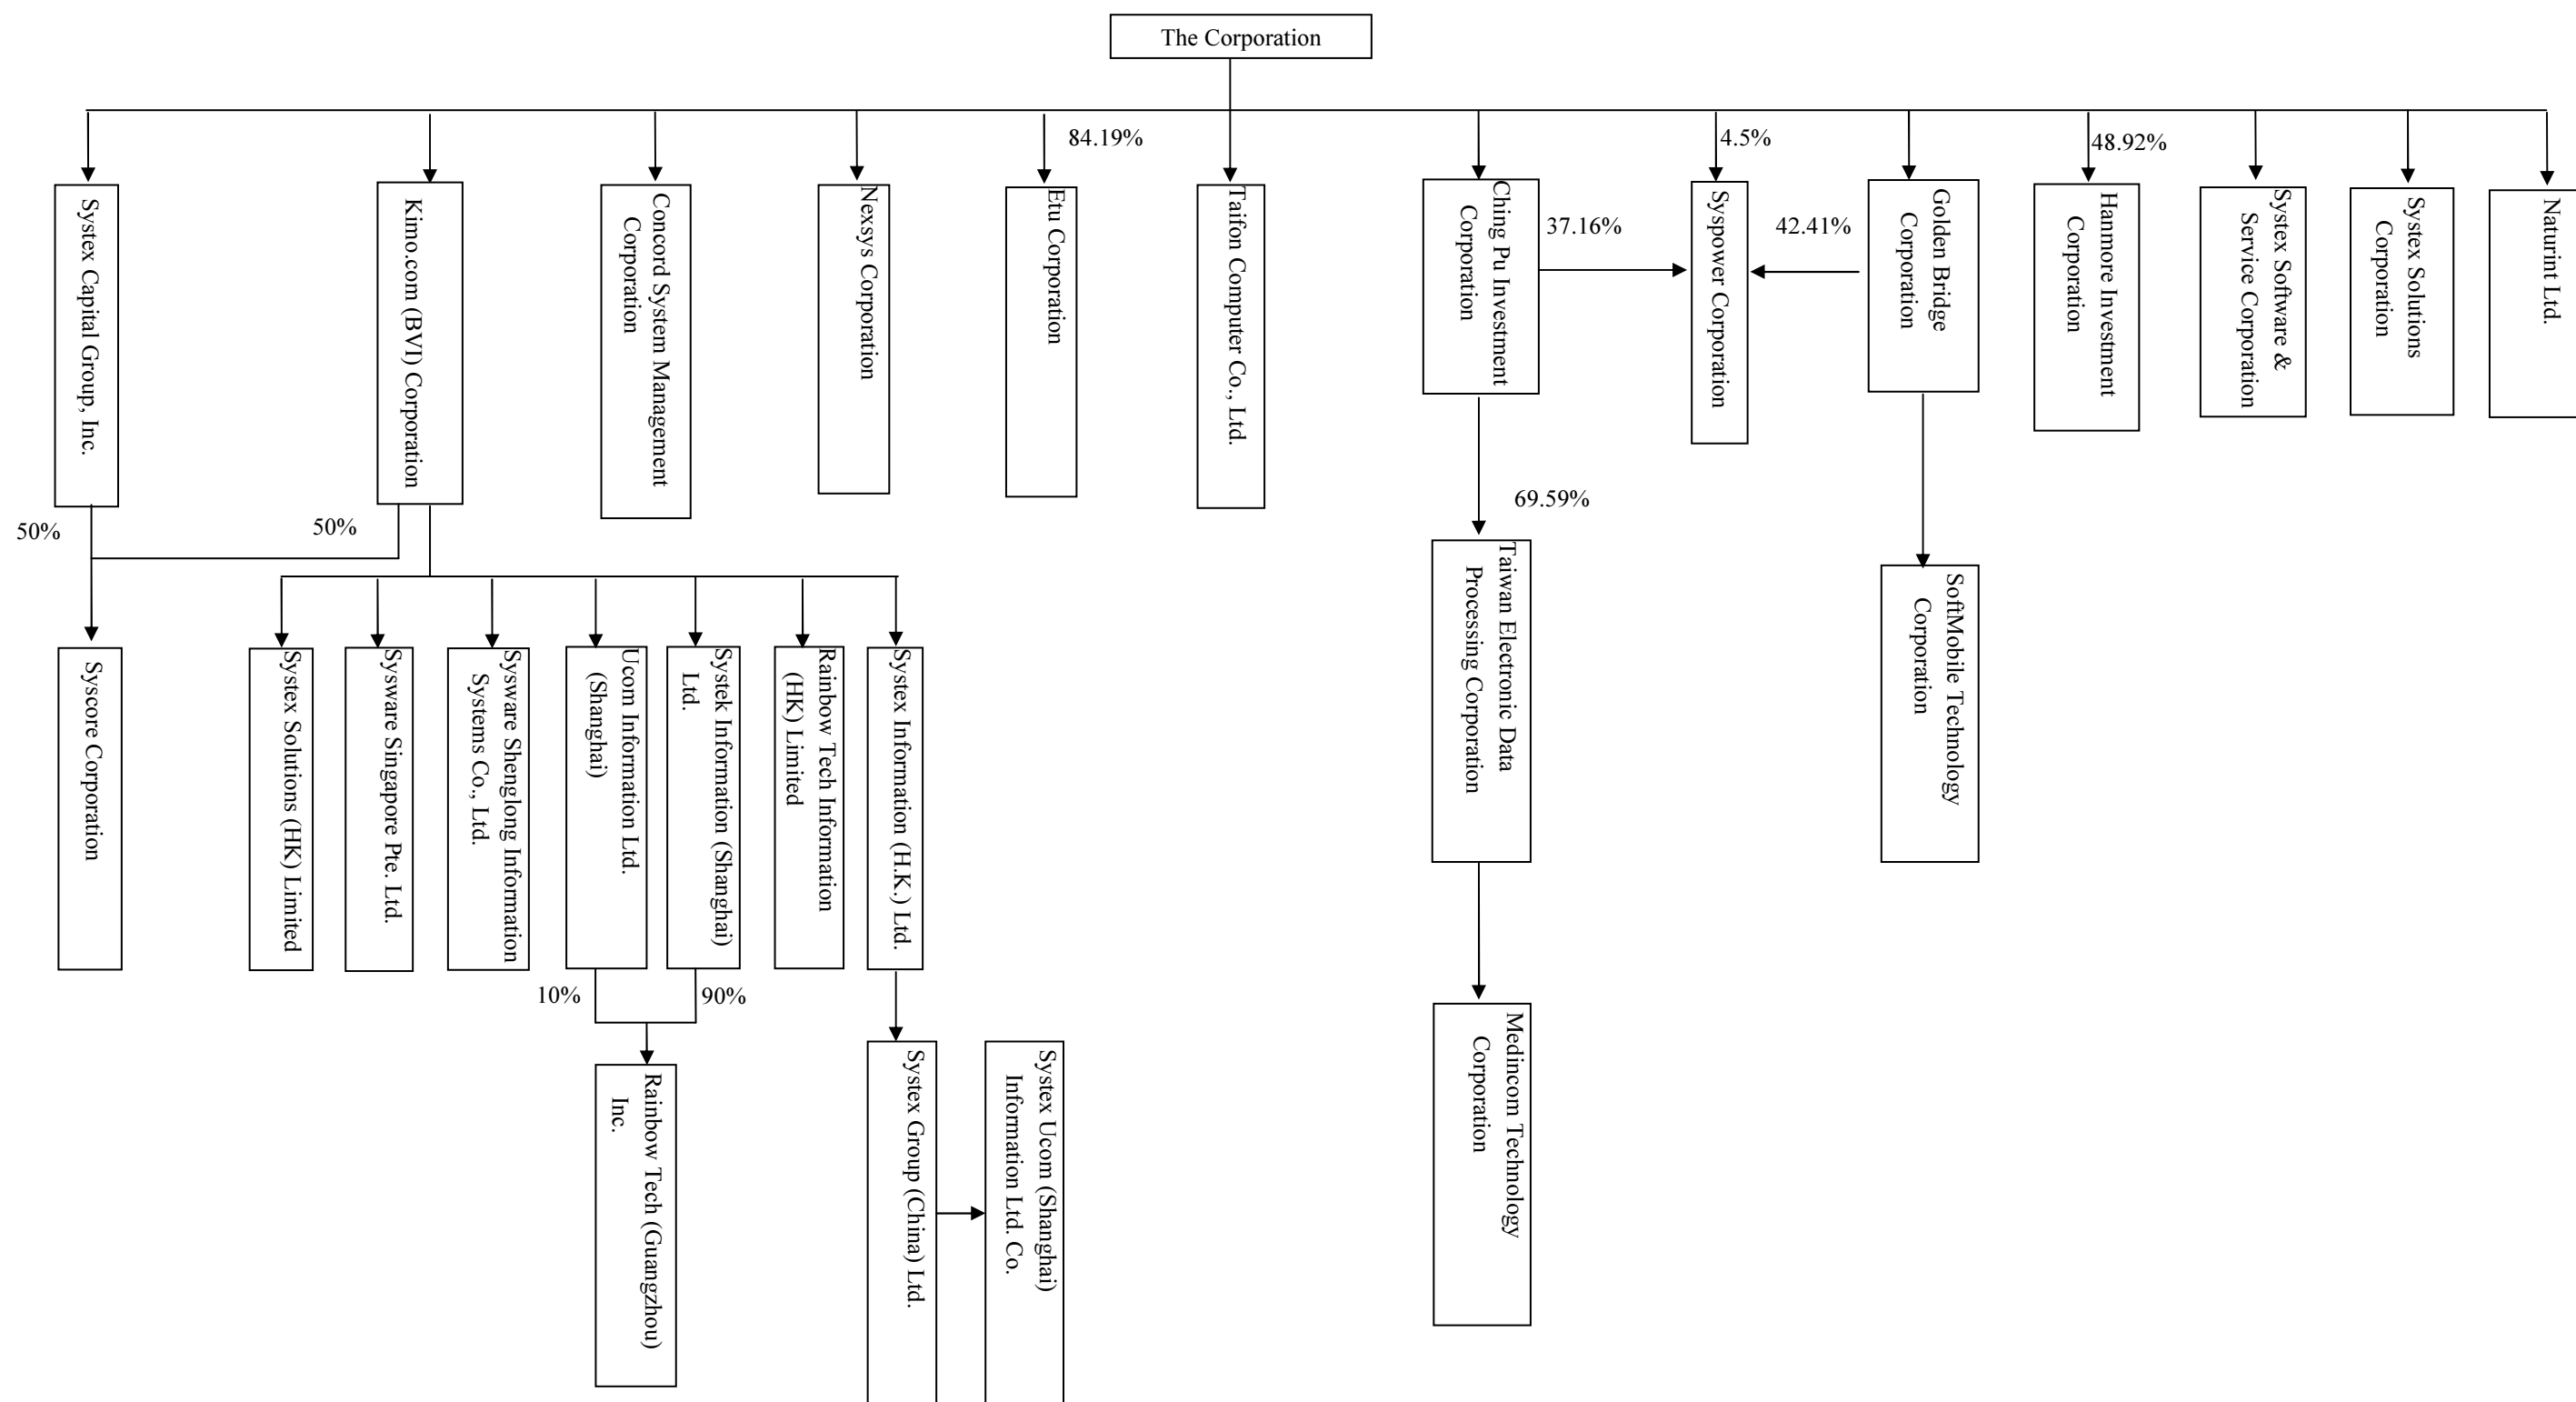 The Corporation
84.19%
4.5%
48.92%
Systex Capital Group, Inc.
Kimo.com (BVI) Corporation
Concord System Management
Corporation
Nexsys Corporation
Etu Corporation
Taifon Computer Co., Ltd.
Ching Pu Investment
Corporation
37.16%
Syspower Corporation
42.41%
Golden Bridge
Corporation
Hanmore Investment
Corporation
Systex Software &
Service Corporation
Systex Solutions
Corporation
Naturint Ltd.
50%
50%
69.59%
Syscore Corporation
Systex Solutions (HK) Limited
Sysware Singapore Pte. Ltd.
Sysware Shenglong Information
Systems Co., Ltd.
Ucom Information Ltd.
(Shanghai)
Systek Information (Shanghai)
Ltd.
Rainbow Tech Information
(HK) Limited
Systex Information (H.K.) Ltd.
Taiwan Electronic Data
Processing Corporation
SoftMobile Technology
Corporation
10%
90%
Rainbow Tech (Guangzhou)
Inc.
Systex Group (China) Ltd.
Systex Ucom (Shanghai)
Information Ltd. Co.
Medincom Technology
Corporation